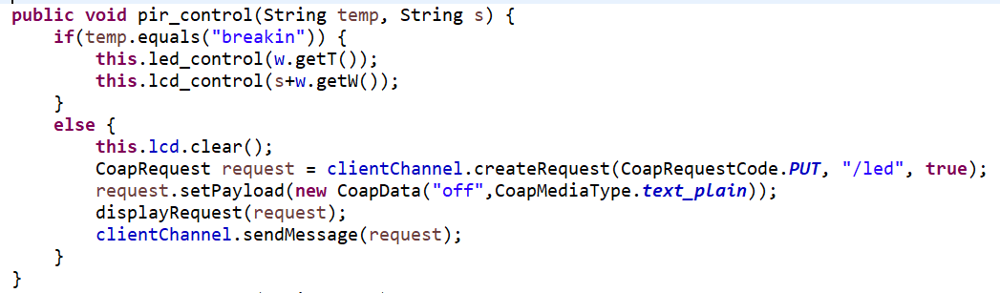 public void pir_control(String temp, String s) {
    if(temp.equals("breakin")) {
        this.led_control(w.getT());
        this.lcd_control(s+w.getW());
    }
    else {
        this.lcd.clear();
        CoapRequest request = clientChannel.createRequest(CoapRequestCode.PUT, "/led", true);
        request.setPayload(new CoapData("off",CoapMediaType.text_plain));
        displayRequest(request);
        clientChannel.sendMessage(request);
    }
}